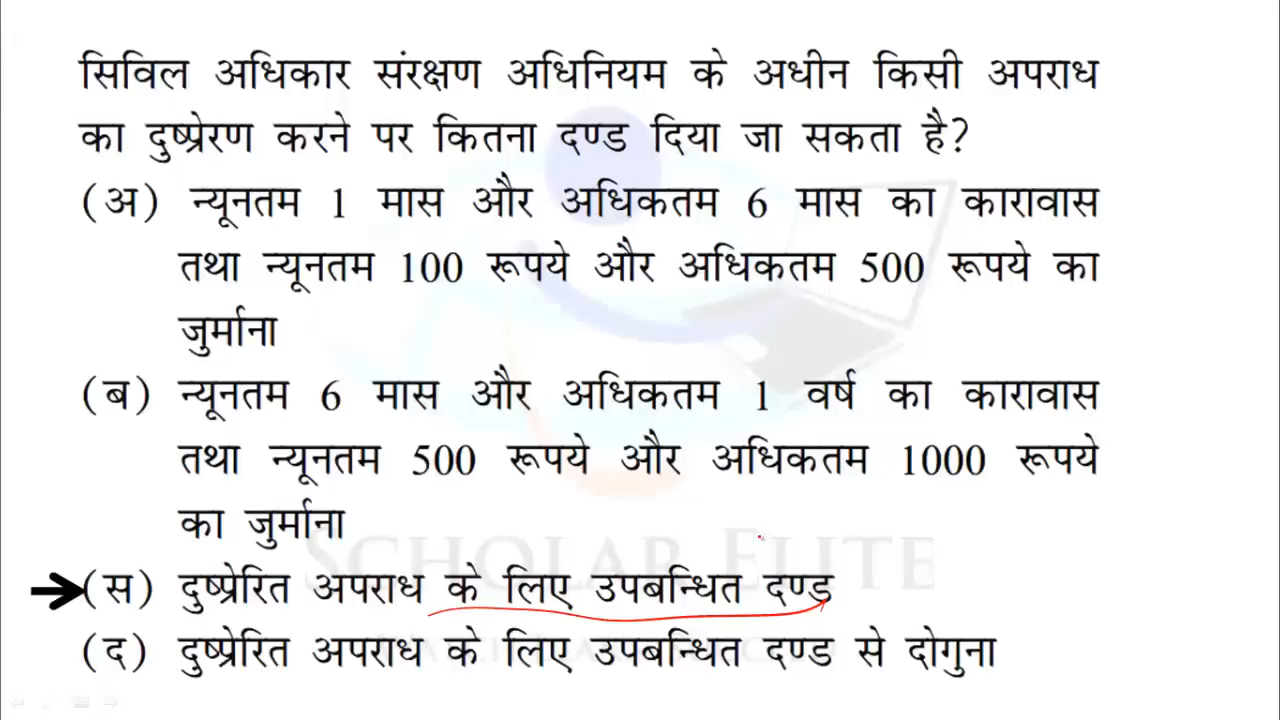 सिविल अधिकार संरक्षण अधिनियम के अधीन किसी अपराध
का दुष्प्रेरण करने पर कितना दण्ड दिया जा सकता है?
(अ) न्यूनतम 1 मास और अधिकतम 6 मास का कारावास
तथा न्यूनतम 100 रूपये और अधिकतम 500 रूपये का
जुर्माना
(ब) न्यूनतम 6 मास और अधिकतम 1 वर्ष का कारावास
तथा न्यूनतम 500 रूपये और अधिकतम 1000 रूपये
का जुर्माना
SCHOLAR ELITE
(स) दुष्प्रेरित अपराध के लिए उपबन्धित दण्ड
(द) दुष्प्रेरित अपराध के लिए उपबन्धित दण्ड से दोगुना